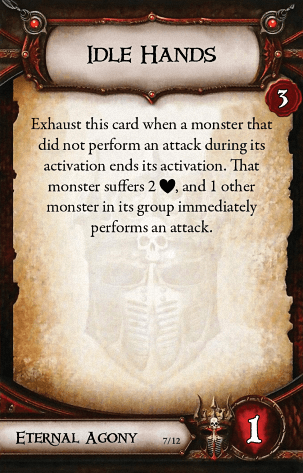 Idle Hands
3
Exhaust this card when a monster that
did not perform an attack during its
activation ends its activation. That
monster suffers 2 ♥, and 1 other
monster in its group immediately
performs an attack.
Eternal Agony 7/12 1